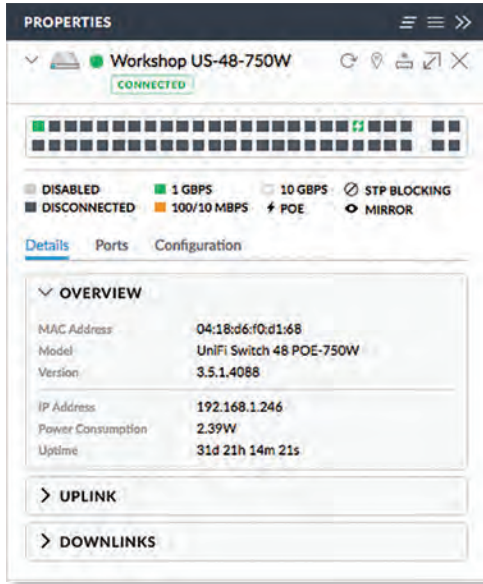 PROPERTIES
Workshop US-48-750W
CONNECTED
DISABLED 1 GBPS 10 GBPS STP BLOCKING
DISCONNECTED 100/10 MBPS POE MIRROR
Details Ports Configuration
OVERVIEW
MAC Address 04:18:d6:f0:d1:68
Model UniFi Switch 48 POE-750W
Version 3.5.1.4088
IP Address 192.168.1.246
Power Consumption 2.39W
Uptime 31d 21h 14m 21s
UPLINK
DOWNLINKS